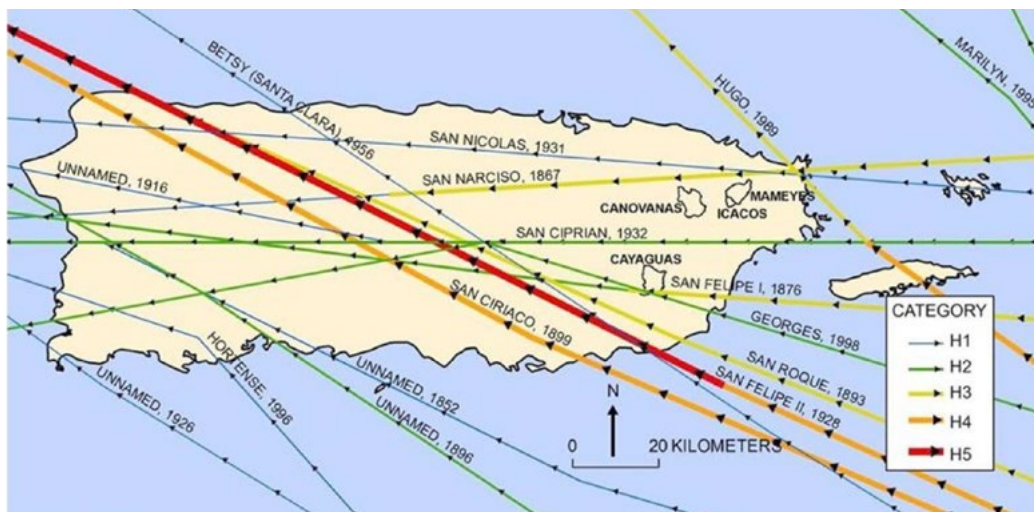 BETSY (SANTA CLARA) 1956
HUGO, 1989
MARILYN, 1995
SAN NICOLAS, 1931
UNNAMED, 1916
SAN NARCISO, 1867
MAMEYES
CANOVANAS
ICACOS
SAN CIPRIAN, 1932
CAYAGUAS
SAN FELIPE I, 1876
SAN CIRIACO, 1899
GEORGES, 1998
HORTENSE, 1996
SAN ROQUE, 1893
UNNAMED, 1926
UNNAMED, 1852
SAN FELIPE II, 1928
UNNAMED, 1896
N
0 20 KILOMETERS
CATEGORY
H1
H2
H3
H4
H5